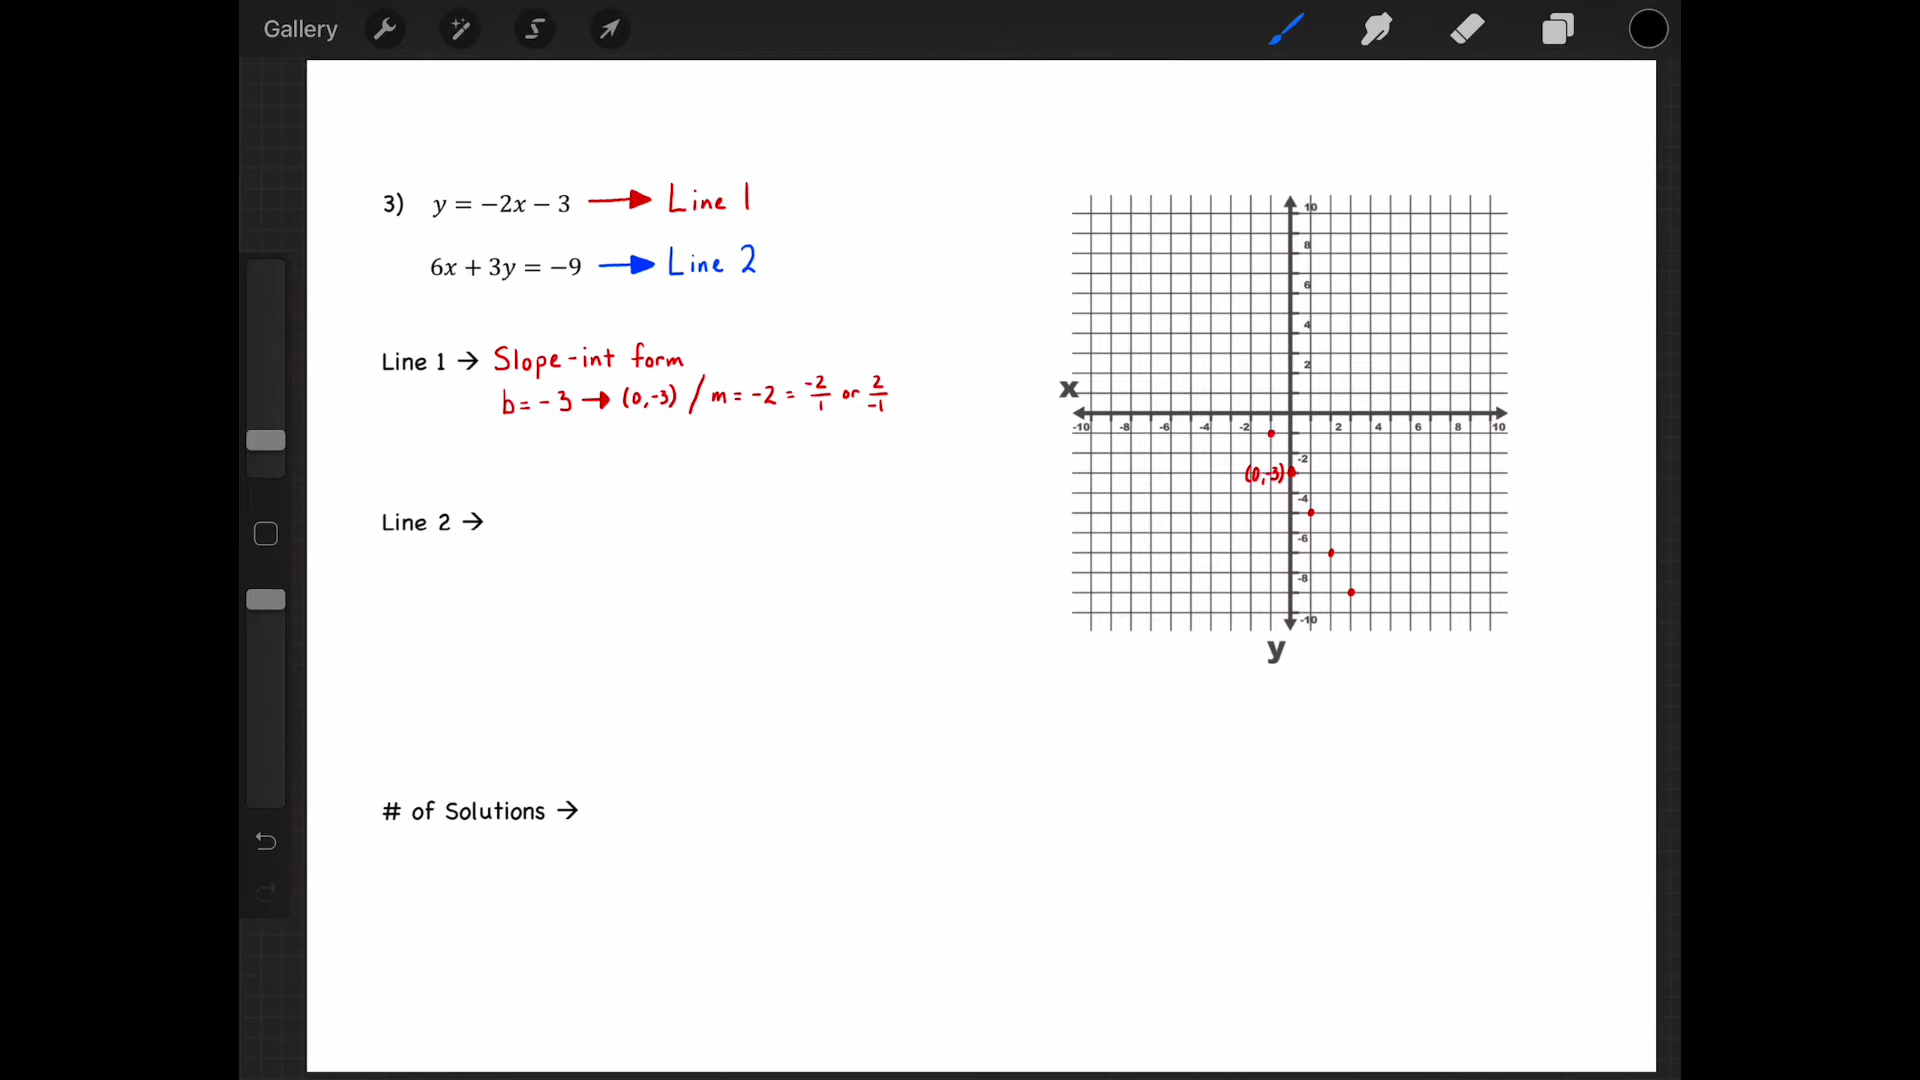 Gallery
3) y = −2x − 3 → Line 1
6x + 3y = −9 → Line 2
Line 1 → Slope-int form
b = -3 → (0,-3) / m = -2 = -2/1 or 2/-1
Line 2 →
# of Solutions →
10
8
6
4
2
x
-10 -8 -6 -4 -2 2 4 6 8 10
-2
(0,-3)
-4
-6
-8
-10
y